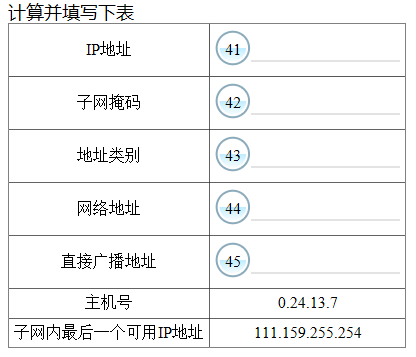 计算并填写下表
IP地址 41
子网掩码 42
地址类别 43
网络地址 44
直接广播地址 45
主机号 0.24.13.7
子网内最后一个可用IP地址 111.159.255.254